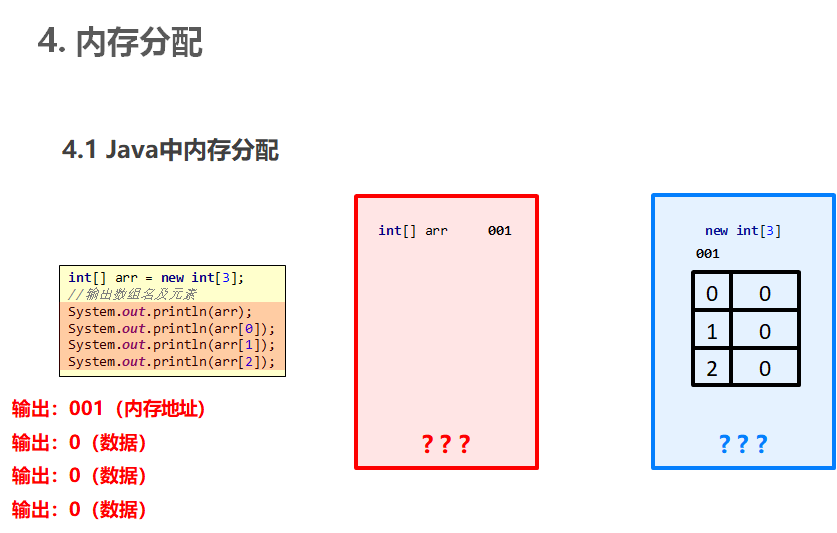 4. 内存分配
4.1 Java中内存分配
int[] arr = new int[3];
//输出数组名及元素
System.out.println(arr);
System.out.println(arr[0]);
System.out.println(arr[1]);
System.out.println(arr[2]);
输出：001（内存地址）
输出：0（数据）
输出：0（数据）
输出：0（数据）
int[] arr 001
? ? ?
new int[3]
001
0 0
1 0
2 0
? ? ?